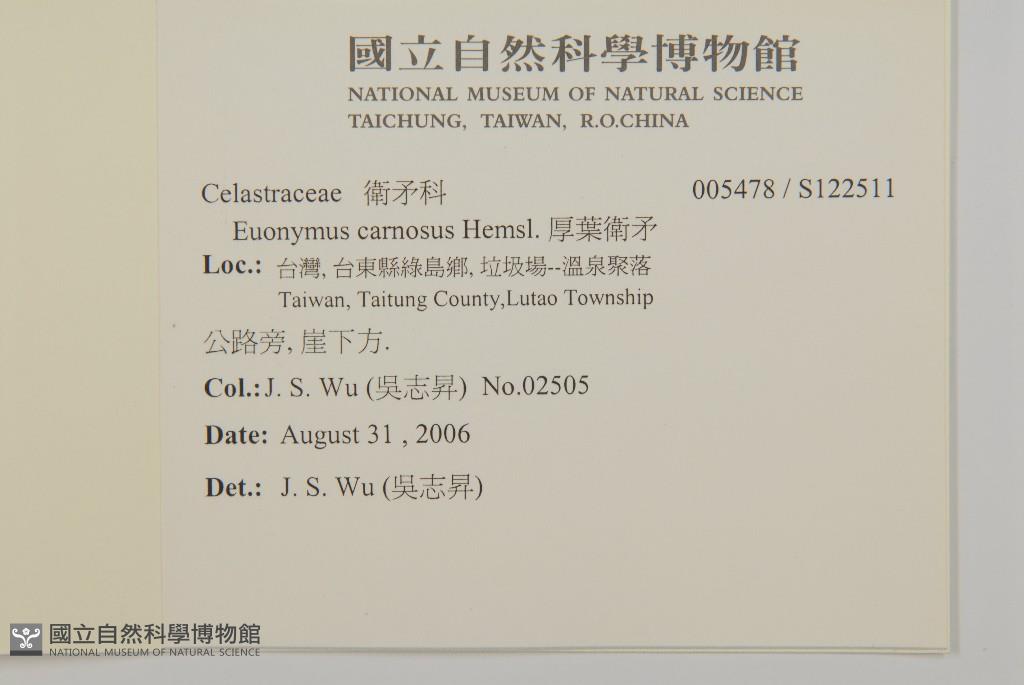 國立自然科學博物館
NATIONAL MUSEUM OF NATURAL SCIENCE
TAICHUNG, TAIWAN, R.O.CHINA
Celastraceae 衛矛科 005478 / S122511
Euonymus carnosus Hemsl. 厚葉衛矛
Loc.: 台灣, 台東縣綠島鄉, 垃圾場--溫泉聚落
Taiwan, Taitung County,Lutao Township
公路旁, 崖下方.
Col.: J. S. Wu (吳志昇) No.02505
Date: August 31 , 2006
Det.: J. S. Wu (吳志昇)
國立自然科學博物館
NATIONAL MUSEUM OF NATURAL SCIENCE